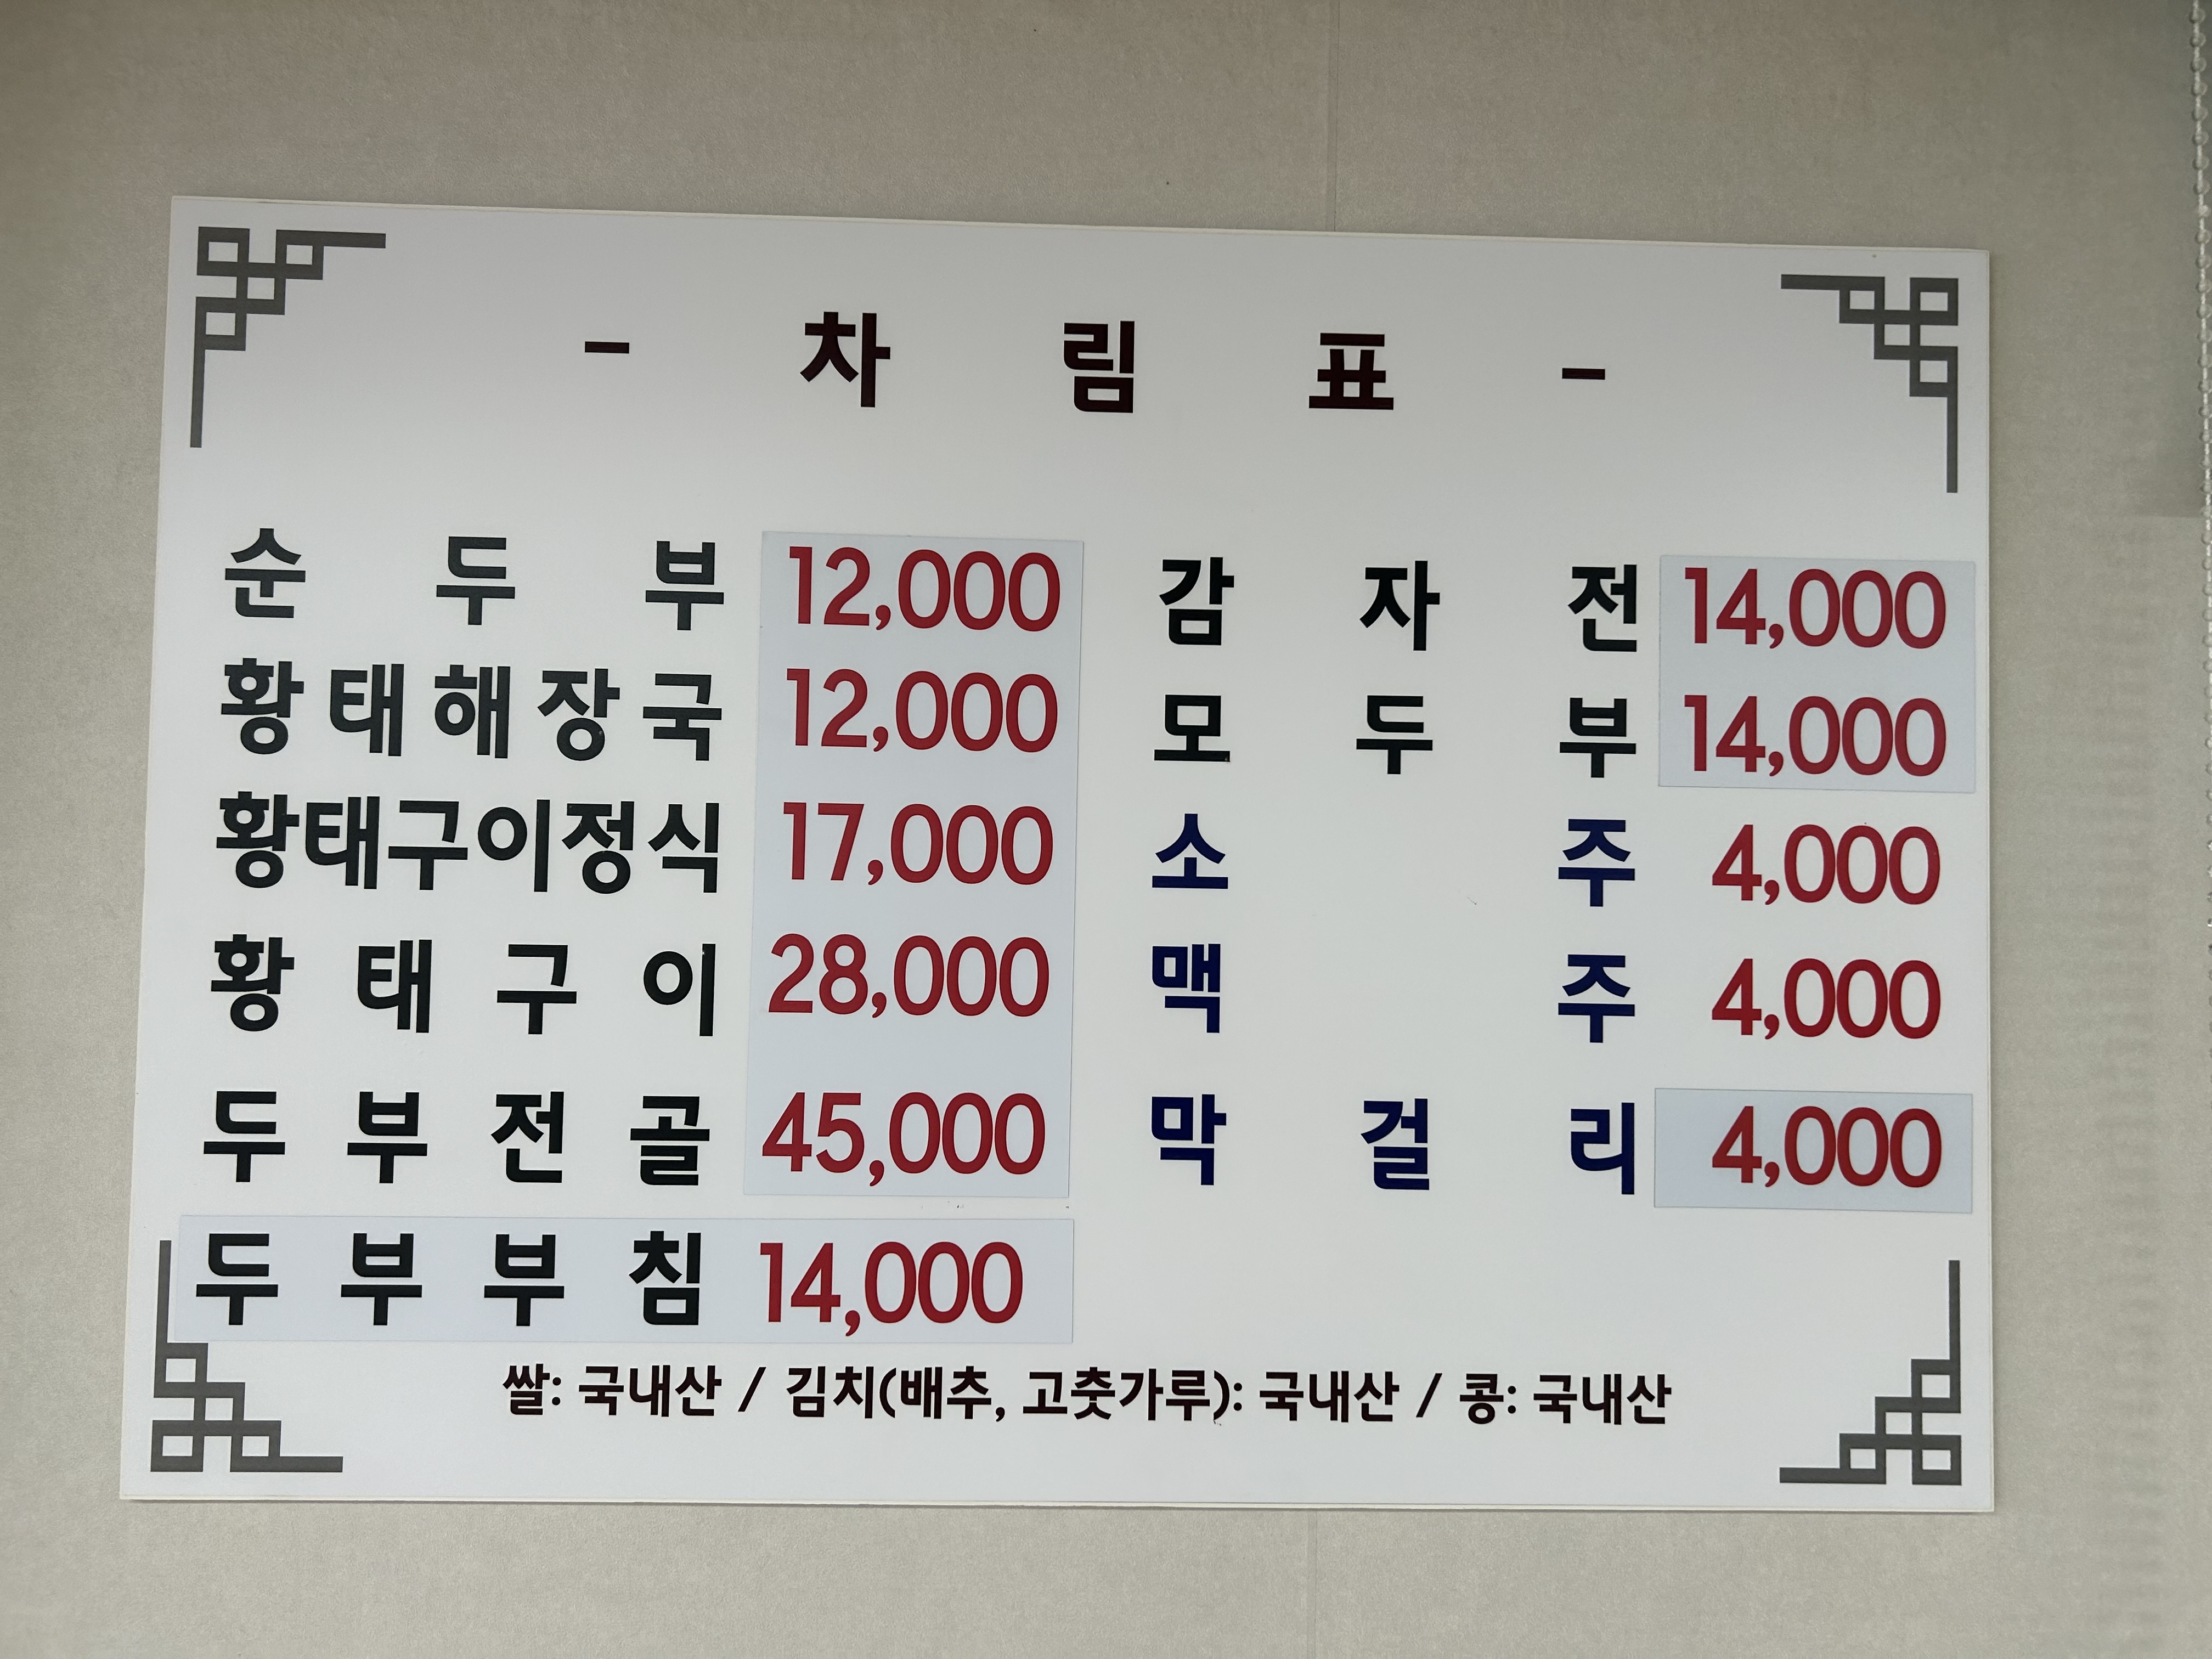 - 차 림 표 -
순 두 부 12,000
황 태 해 장 국 12,000
황태구이정식 17,000
황 태 구 이 28,000
두 부 전 골 45,000
두 부 부 침 14,000
감 자 전 14,000
모 두 부 14,000
소 주 4,000
맥 주 4,000
막 걸 리 4,000
쌀: 국내산 / 김치(배추, 고춧가루): 국내산 / 콩: 국내산